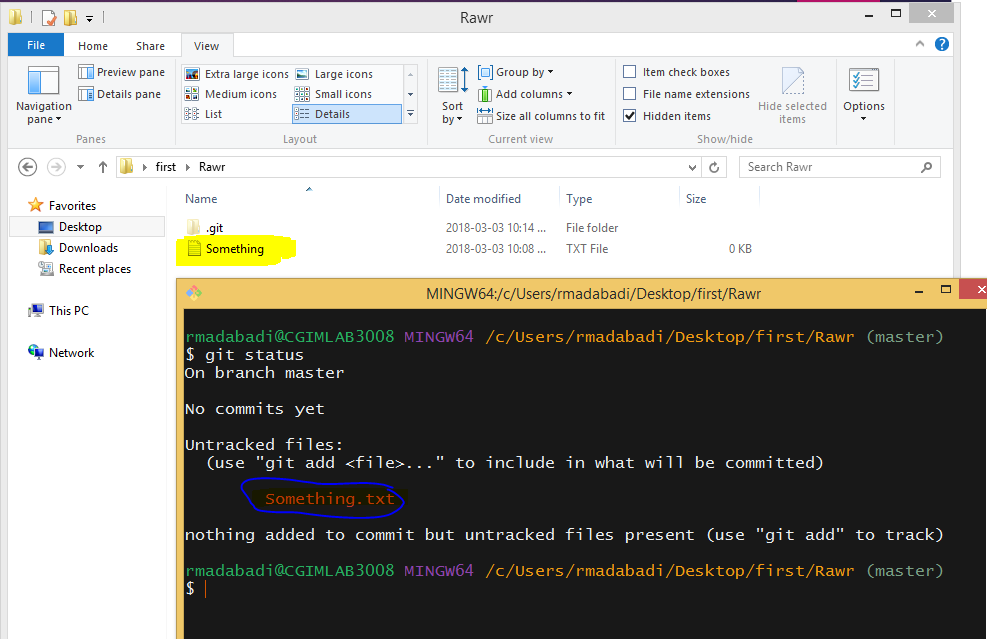 Rawr
File Home Share View
Navigation pane
Preview pane
Details pane
Panes
Extra large icons Large icons
Medium icons Small icons
List Details
Layout
Sort by
Group by
Add columns
Size all columns to fit
Current view
Item check boxes
File name extensions
Hidden items
Hide selected items
Show/hide
Options
first Rawr
Search Rawr
Favorites
Desktop
Downloads
Recent places
This PC
Network
Name Date modified Type Size
.git 2018-03-03 10:14 ... File folder
Something 2018-03-03 10:08 ... TXT File 0 KB
MINGW64:/c/Users/rmadabadi/Desktop/first/Rawr
rmadabadi@CGIMLAB3008 MINGW64 /c/Users/rmadabadi/Desktop/first/Rawr (master)
$ git status
On branch master
No commits yet
Untracked files:
(use "git add <file>..." to include in what will be committed)
Something.txt
nothing added to commit but untracked files present (use "git add" to track)
rmadabadi@CGIMLAB3008 MINGW64 /c/Users/rmadabadi/Desktop/first/Rawr (master)
$